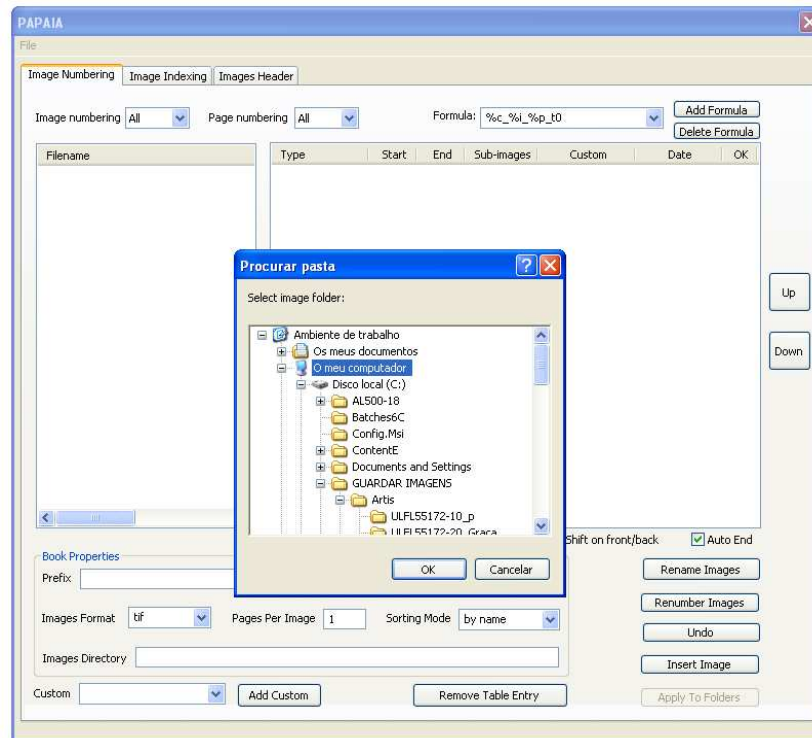 PAPAIA
File
Image Numbering Image Indexing Images Header
Image numbering All Page numbering All Formula: %c_%i_%p_t0 Add Formula
Delete Formula
Filename Type Start End Sub-images Custom Date OK
Procurar pasta
Select image folder:
Ambiente de trabalho
Os meus documentos
O meu computador
Disco local (C:)
AL500-18
Batches6C
Config.Msi
ContentE
Documents and Settings
GUARDAR IMAGENS
Artis
ULFL55172-10_p
ULFL55172-20_Graca
OK Cancelar
Up
Down
Shift on front/back Auto End
Book Properties
Prefix
Rename Images
Images Format tif Pages Per Image 1 Sorting Mode by name
Renumber Images
Undo
Images Directory
Insert Image
Custom Add Custom Remove Table Entry Apply To Folders